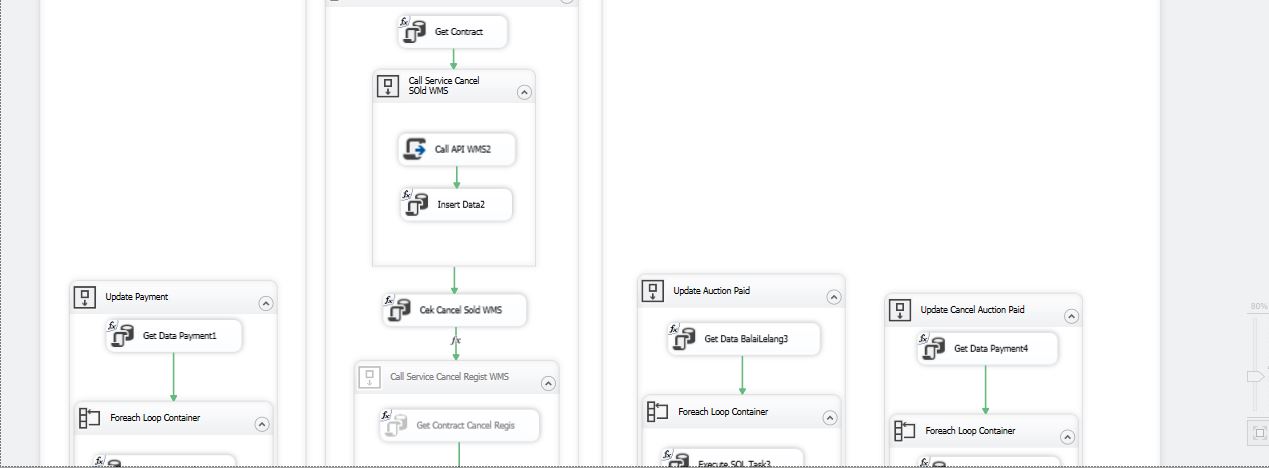 Get Contract
Call Service Cancel
SOld WMS
Call API WMS2
Insert Data2
Update Payment
Get Data Payment1
Foreach Loop Container
Cek Cancel Sold WMS
fx
Call Service Cancel Regist WMS
Get Contract Cancel Regis
Update Auction Paid
Get Data BalaiLelang3
Foreach Loop Container
Execute SQL Task3
Update Cancel Auction Paid
Get Data Payment4
Foreach Loop Container
80%